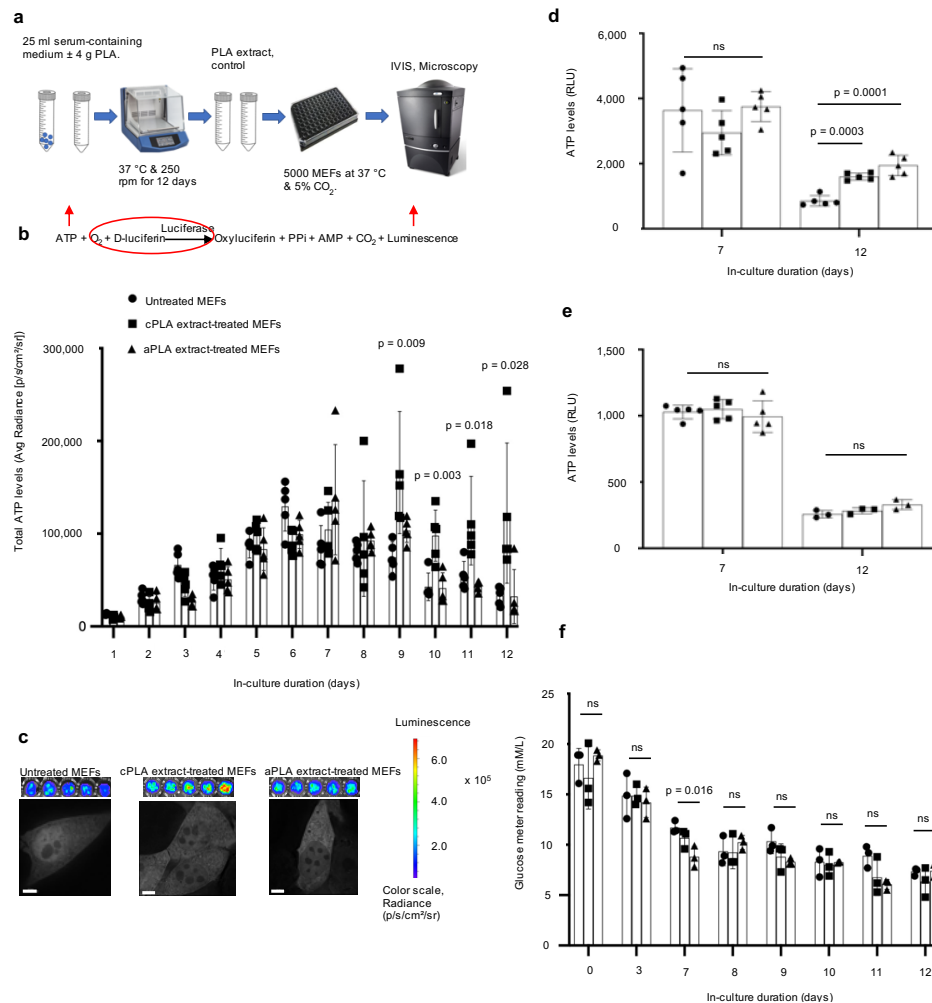 a
25 ml serum-containing
medium ± 4 g PLA.
PLA extract,
control
IVIS, Microscopy
37 °C & 250
rpm for 12 days
5000 MEFs at 37 °C
& 5% CO2.
b
Luciferase
ATP + O2 + D-luciferin Oxyluciferin + PPi + AMP + CO2 + Luminescence
Untreated MEFs
cPLA extract-treated MEFs
aPLA extract-treated MEFs
Total ATP levels (Avg Radiance [p/s/cm²/sr]
300,000
200,000
100,000
0
p = 0.009
p = 0.003
p = 0.018
p = 0.028
1 2 3 4 5 6 7 8 9 10 11 12
In-culture duration (days)
c
Untreated MEFs
cPLA extract-treated MEFs
aPLA extract-treated MEFs
Luminescence
6.0
x 10⁵
4.0
2.0
Color scale,
Radiance
(p/s/cm²/sr)
d
ATP levels (RLU)
6,000
4,000
2,000
0
ns
p = 0.0001
p = 0.0003
7 12
In-culture duration (days)
e
ATP levels (RLU)
1,500
1,000
500
0
ns
ns
7 12
In-culture duration (days)
f
Glucose meter reading (mM/L)
25
20
15
10
5
0
ns
ns
p = 0.016
ns
ns
ns
ns
ns
0 3 7 8 9 10 11 12
In-culture duration (days)